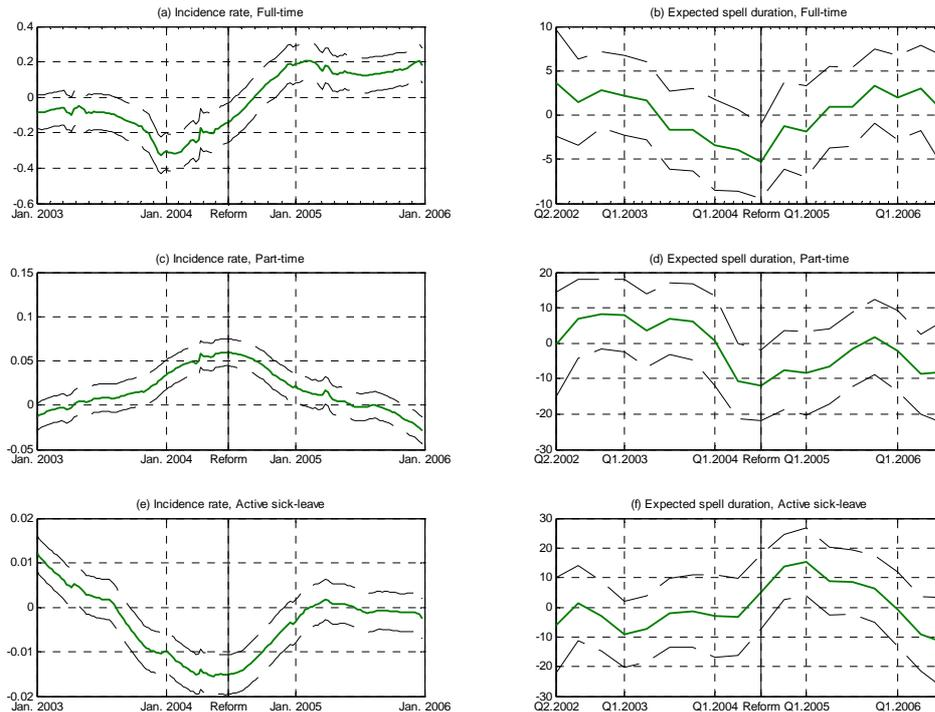 (a) Incidence rate, Full-time
0.4
0.2
0
-0.2
-0.4
-0.6
Jan. 2003 Jan. 2004 Reform Jan. 2005 Jan. 2006
(b) Expected spell duration, Full-time
10
5
0
-5
-10
Q2.2002 Q1.2003 Q1.2004 Reform Q1.2005 Q1.2006
(c) Incidence rate, Part-time
0.15
0.1
0.05
0
-0.05
Jan. 2003 Jan. 2004 Reform Jan. 2005 Jan. 2006
(d) Expected spell duration, Part-time
20
10
0
-10
-20
-30
Q2.2002 Q1.2003 Q1.2004 Reform Q1.2005 Q1.2006
(e) Incidence rate, Active sick-leave
0.02
0.01
0
-0.01
-0.02
Jan. 2003 Jan. 2004 Reform Jan. 2005 Jan. 2006
(f) Expected spell duration, Active sick-leave
30
20
10
0
-10
-20
-30
Q2.2002 Q1.2003 Q1.2004 Reform Q1.2005 Q1.2006